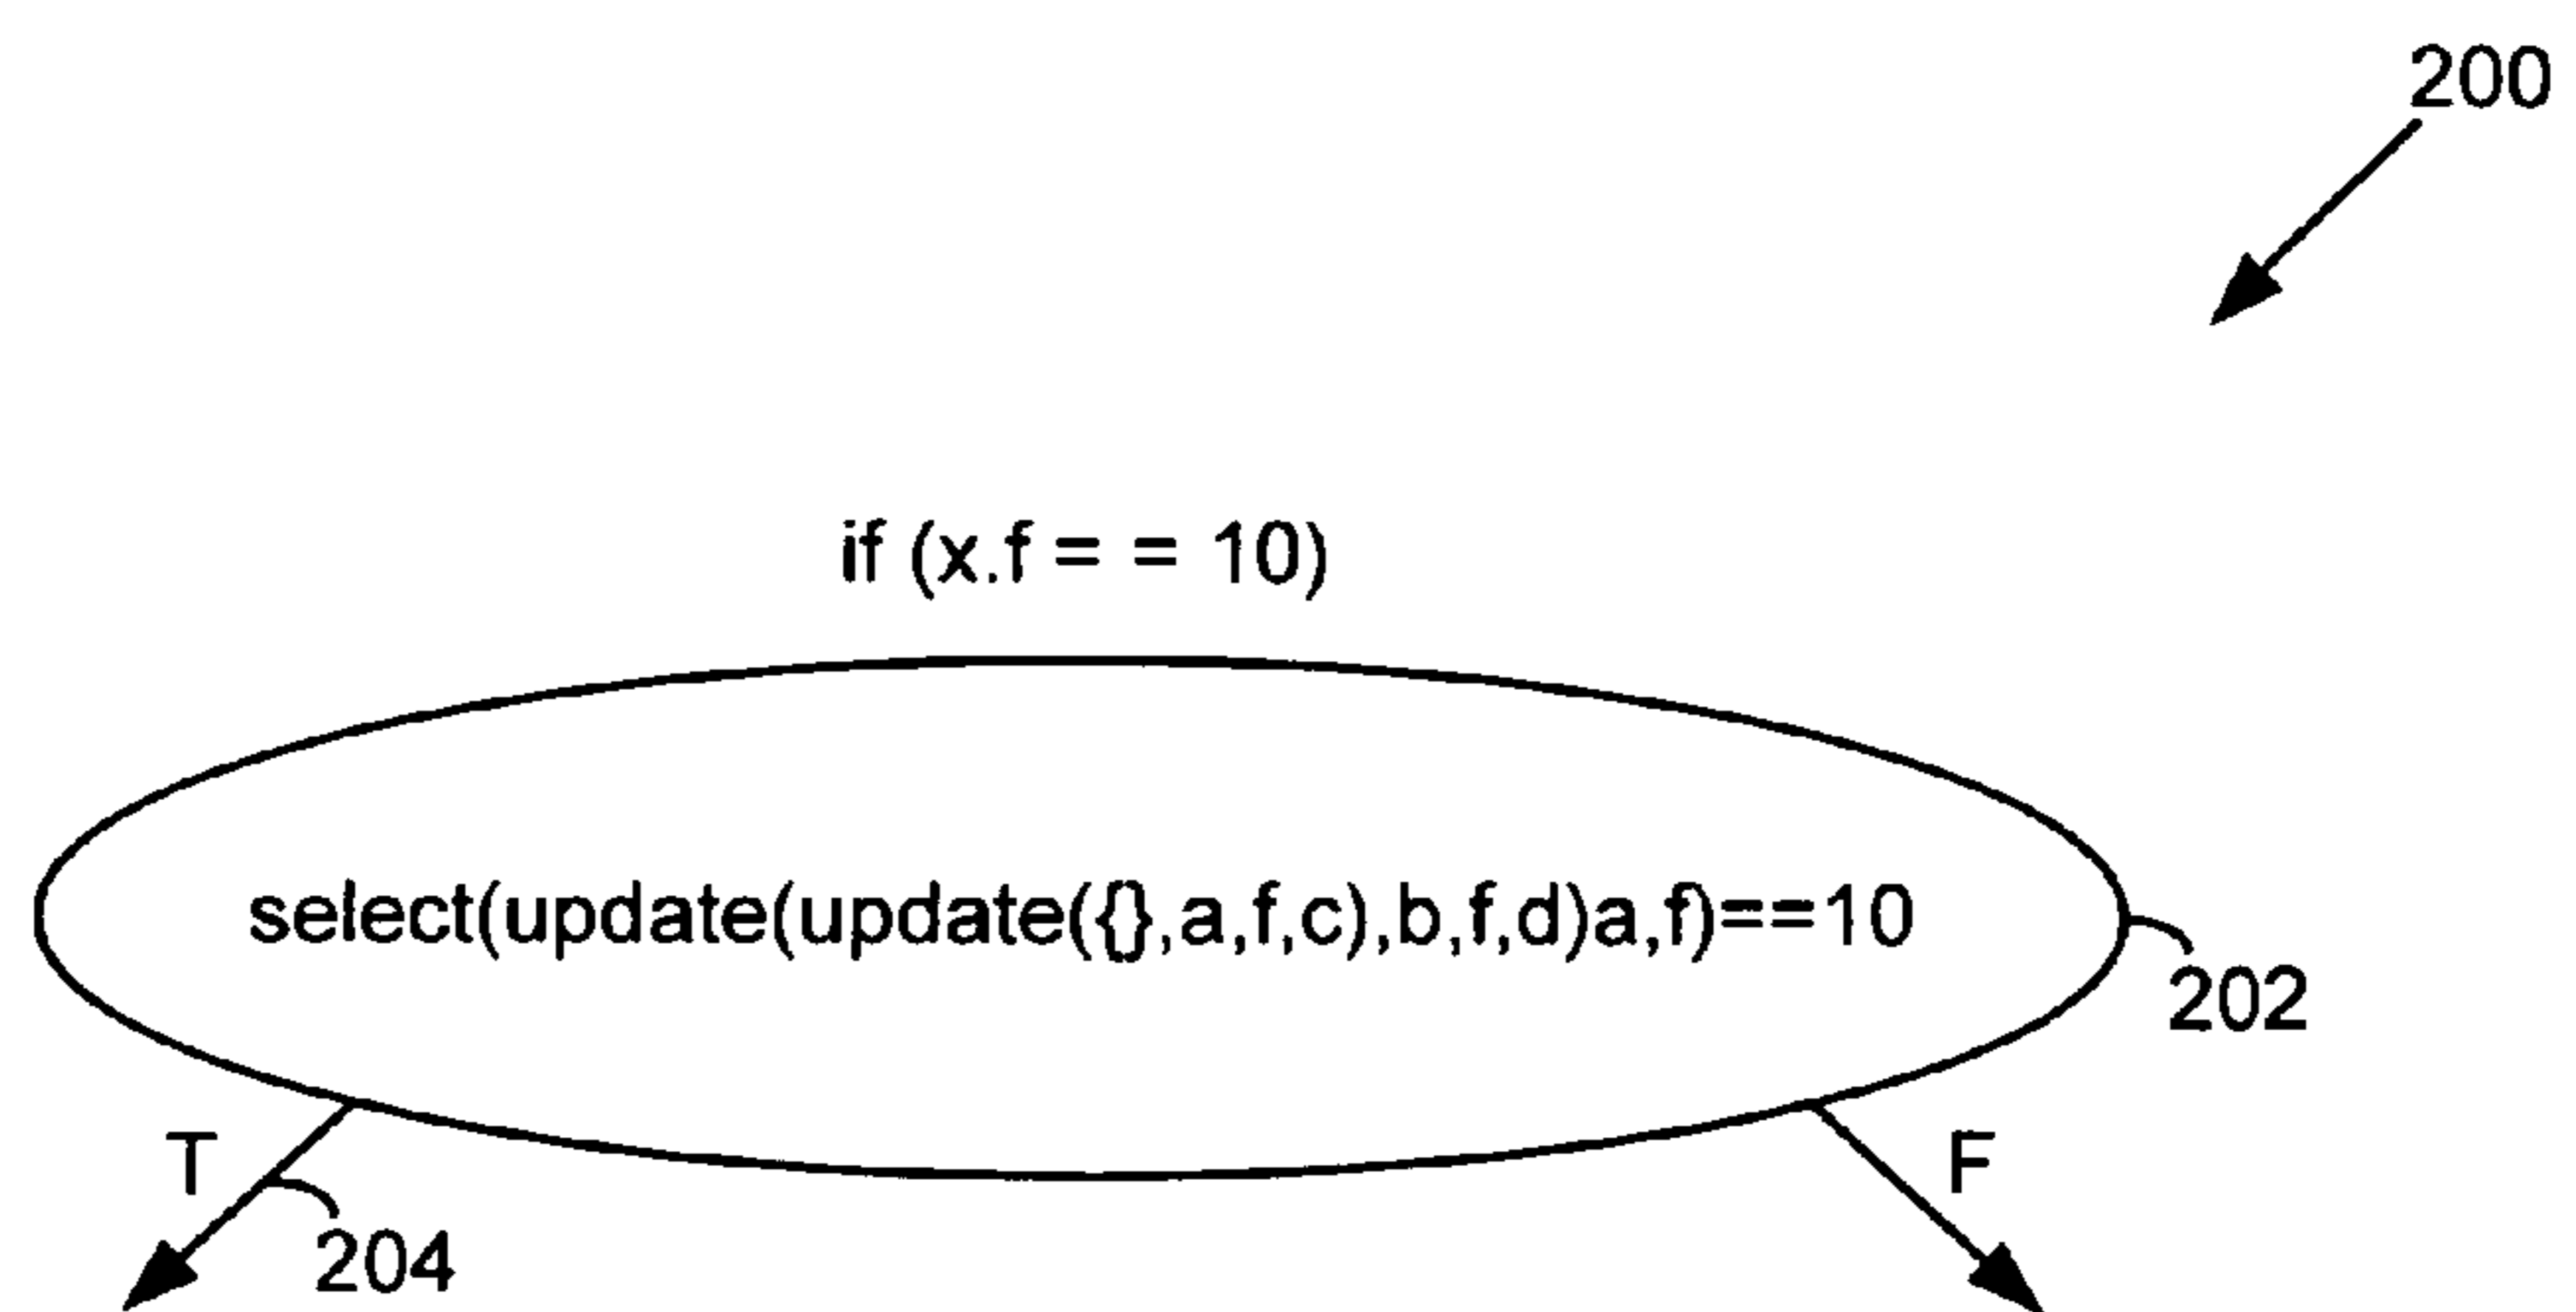 200
if (x.f = = 10)
select(update(update({},a,f,c),b,f,d)a,f)==10
202
T
F
204